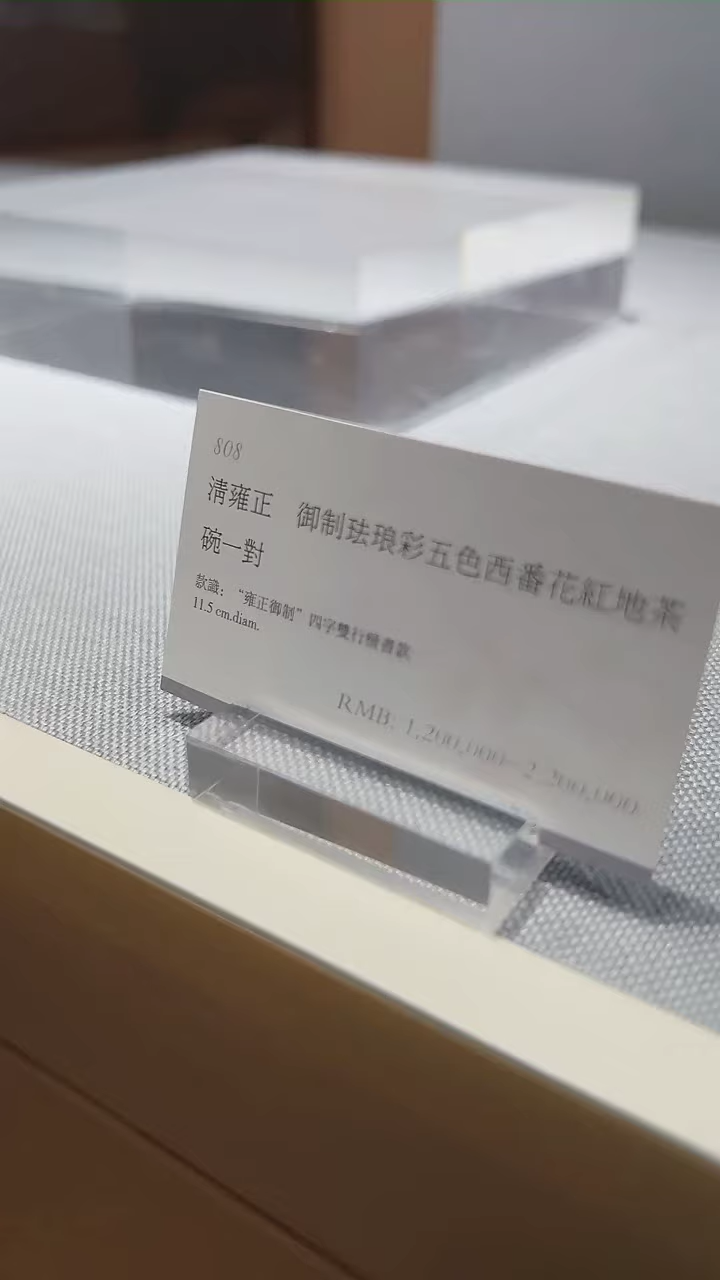 808
清雍正 御制珐琅彩五色西番花紅地茶
碗一對
款識：“雍正御制”四字雙行楷書款
11.5 cm.diam.
RMB: 1,200,000-2,200,000